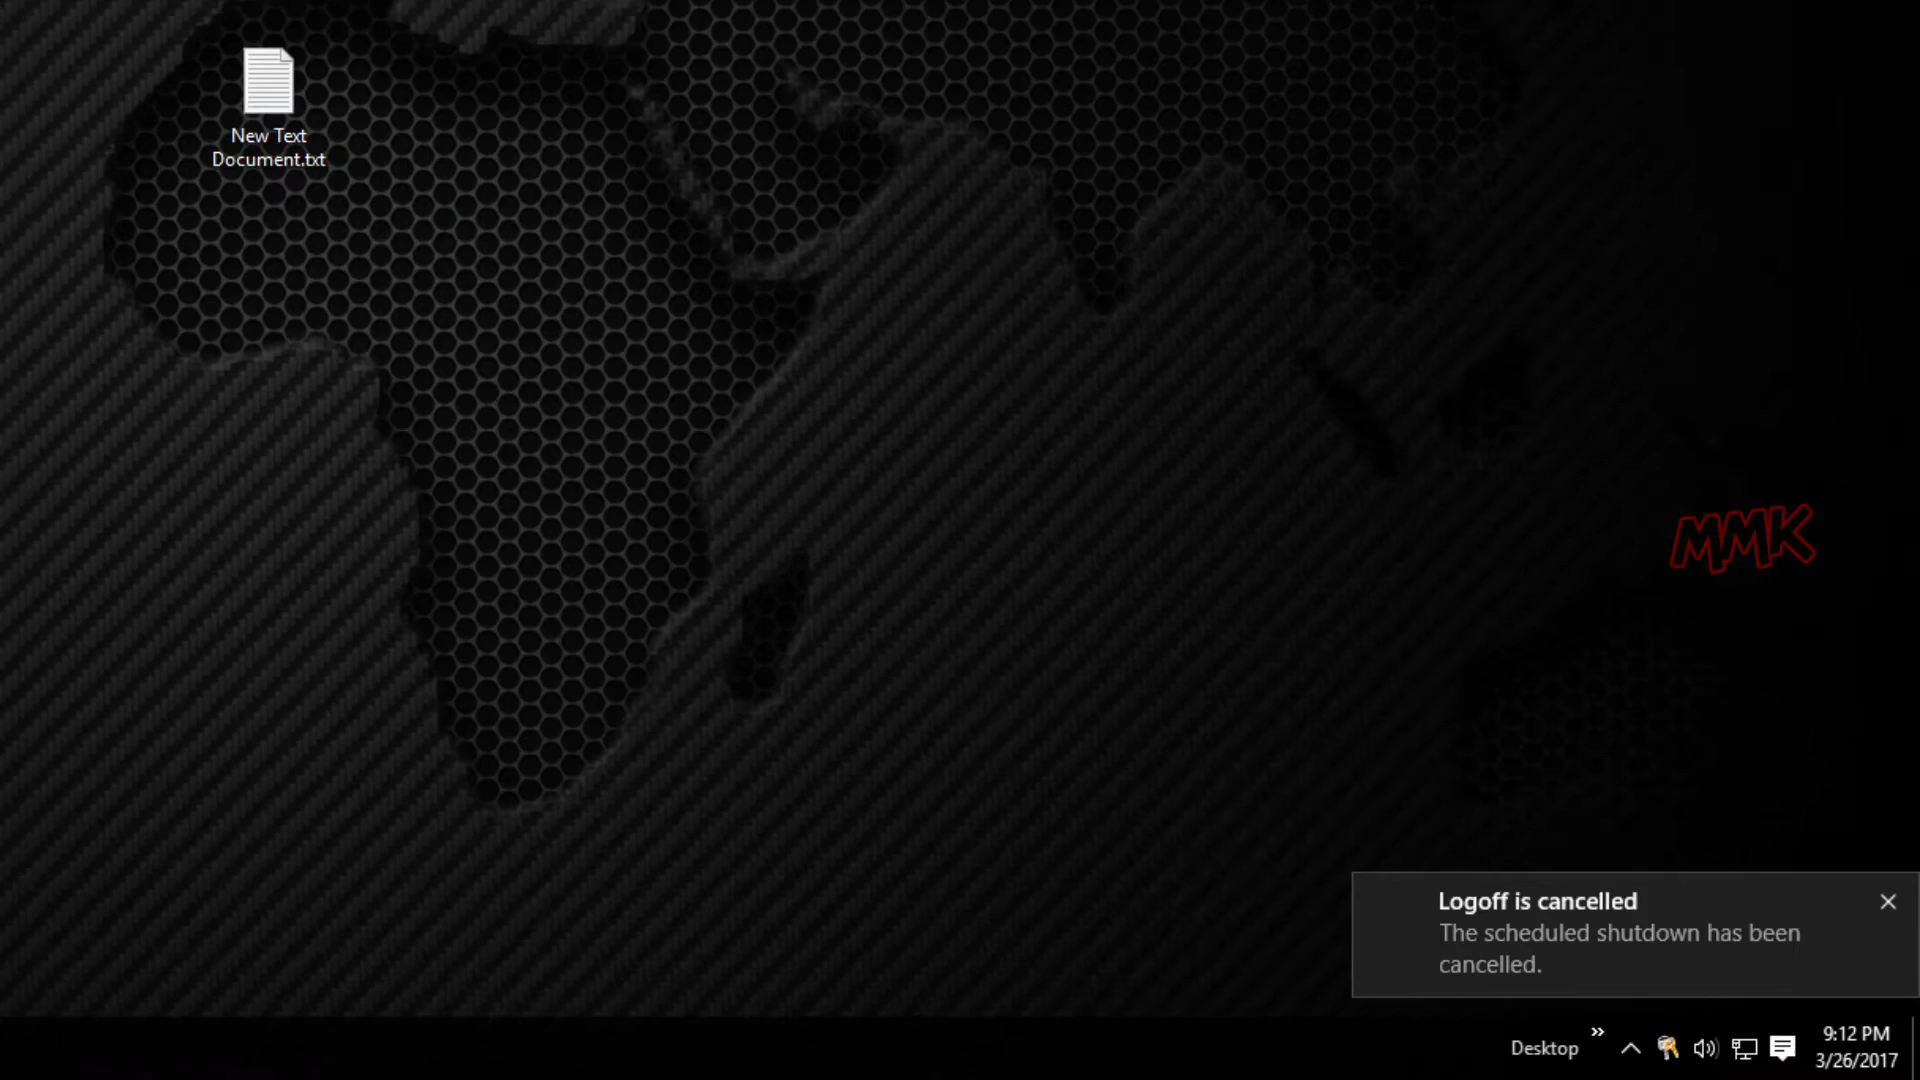 New Text
Document.txt
MMK
Logoff is cancelled
The scheduled shutdown has been
cancelled.
Desktop
9:12 PM
3/26/2017